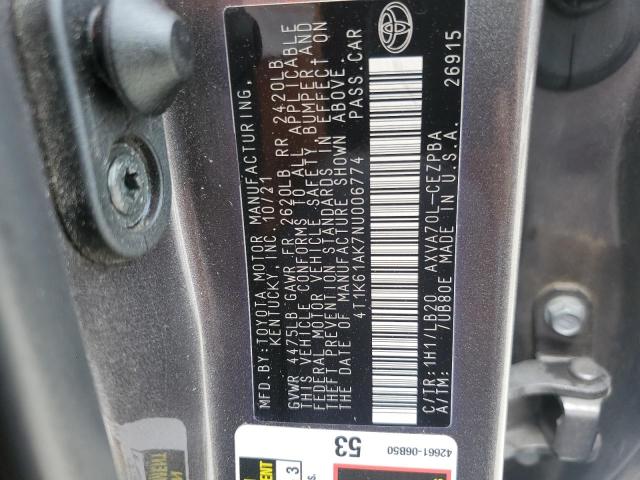 MFD.BY:TOYOTA MOTOR MANUFACTURING,
KENTUCKY, INC. 10/21
GVWR 4475LB GAWR FR 2620LB RR 2420LB
THIS VEHICLE CONFORMS TO ALL APPLICABLE
FEDERAL MOTOR VEHICLE SAFETY, BUMPER, AND
THEFT PREVENTION STANDARDS IN EFFECT ON
THE DATE OF MANUFACTURE SHOWN ABOVE.
4T1K61AK7NU006774 PASS.CAR
C/TR:1H1/LB20 AXVA70L-CEZPBA
A/TM: 7UB80E MADE IN U.S.A. 26915
42661-06B50
53
3